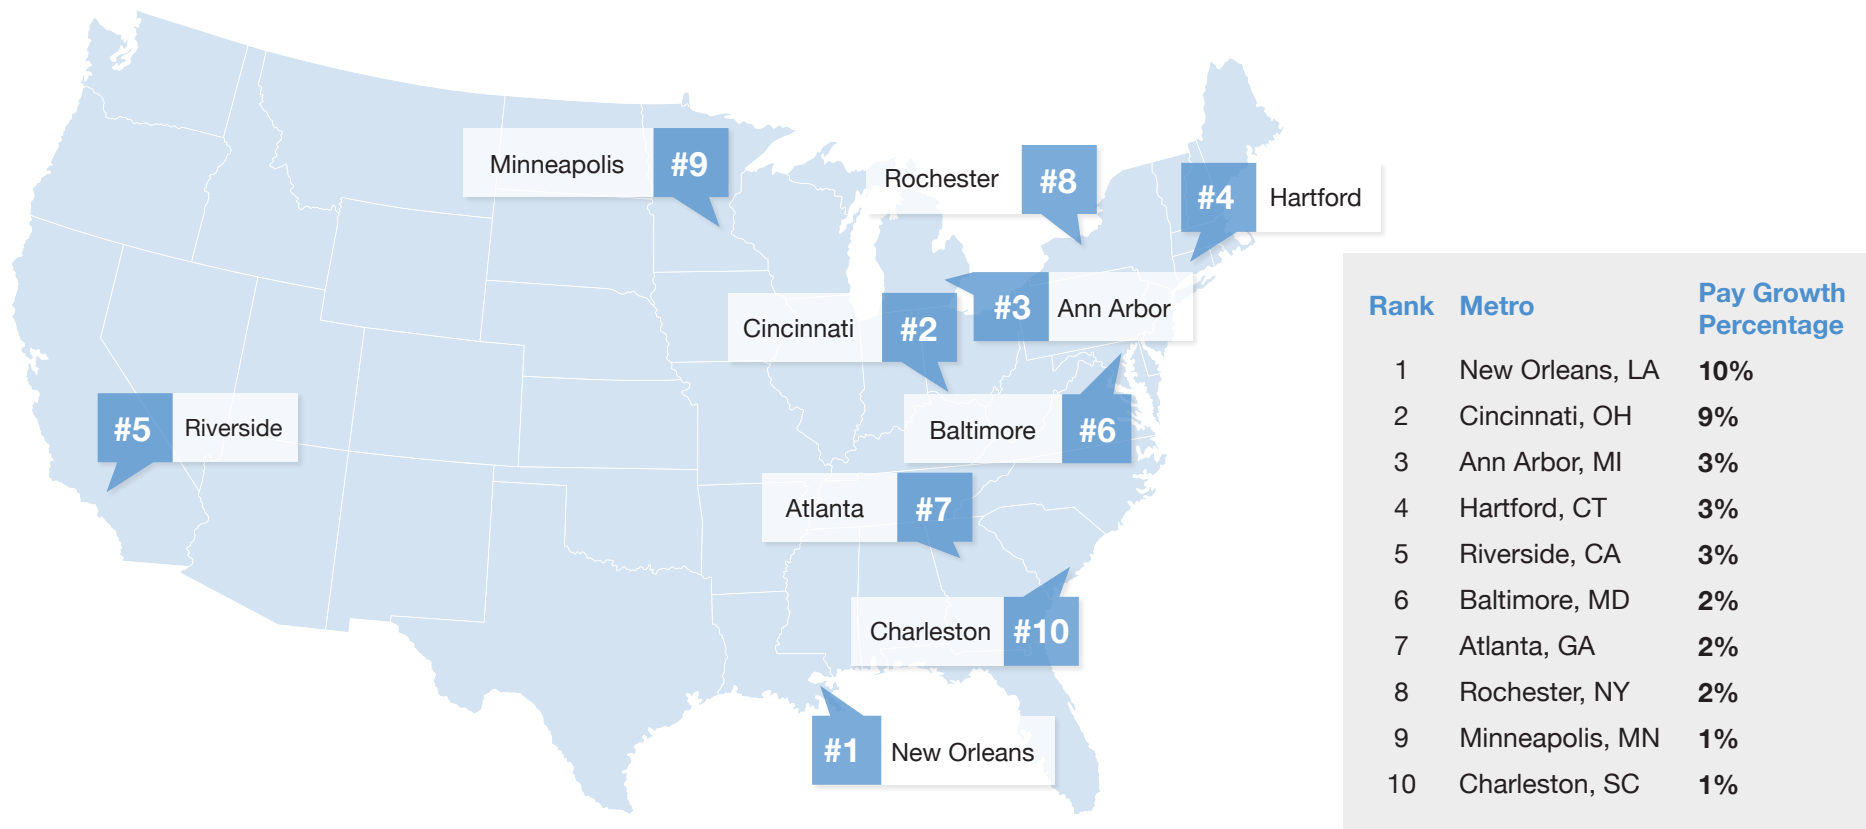 Minneapolis #9
Rochester #8
#4 Hartford
Cincinnati #2
#3 Ann Arbor
#5 Riverside
Baltimore #6
Atlanta #7
Charleston #10
#1 New Orleans
Rank Metro Pay Growth
Percentage
1 New Orleans, LA 10%
2 Cincinnati, OH 9%
3 Ann Arbor, MI 3%
4 Hartford, CT 3%
5 Riverside, CA 3%
6 Baltimore, MD 2%
7 Atlanta, GA 2%
8 Rochester, NY 2%
9 Minneapolis, MN 1%
10 Charleston, SC 1%